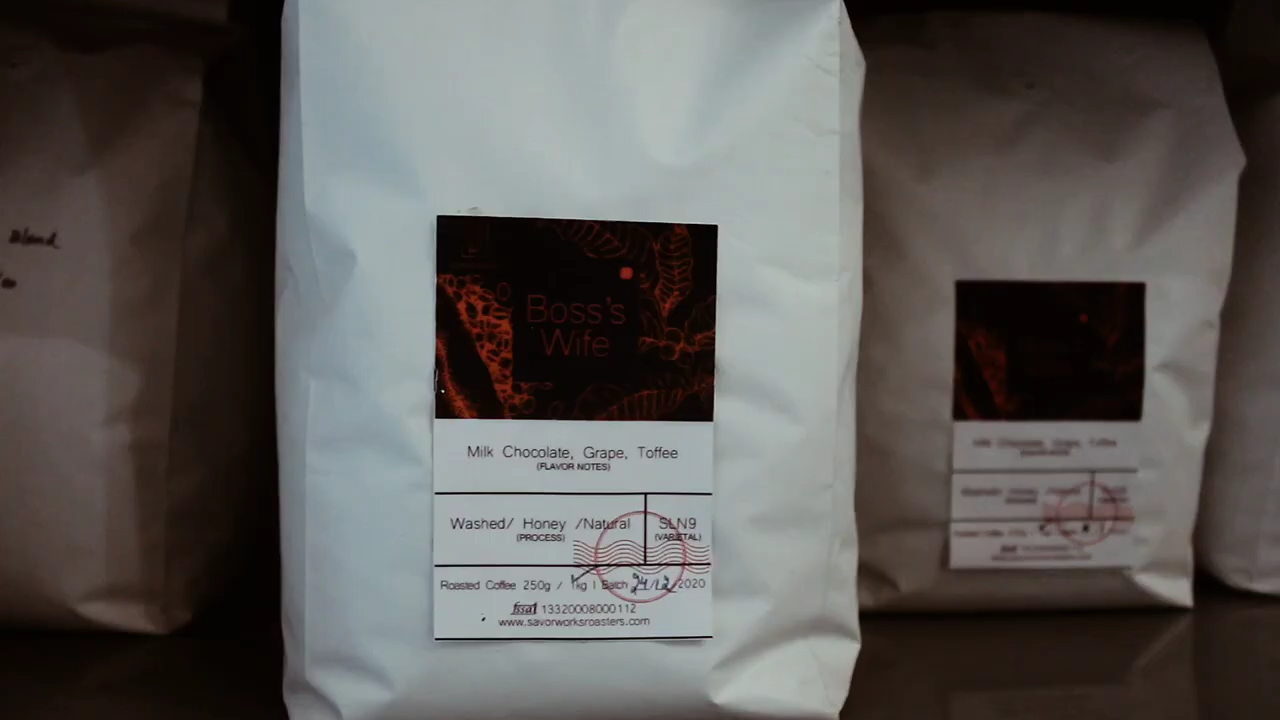 Blend
Boss's
Wife
Milk Chocolate, Grape, Toffee
(FLAVOR NOTES)
Washed/ Honey /Natural
(PROCESS)
SLN9
(VARIETAL)
Roasted Coffee 250g / 1kg | Batch 24/12 2020
fssai 13320008000112
www.savorworksroasters.com
Milk Chocolate, Grape, Toffee